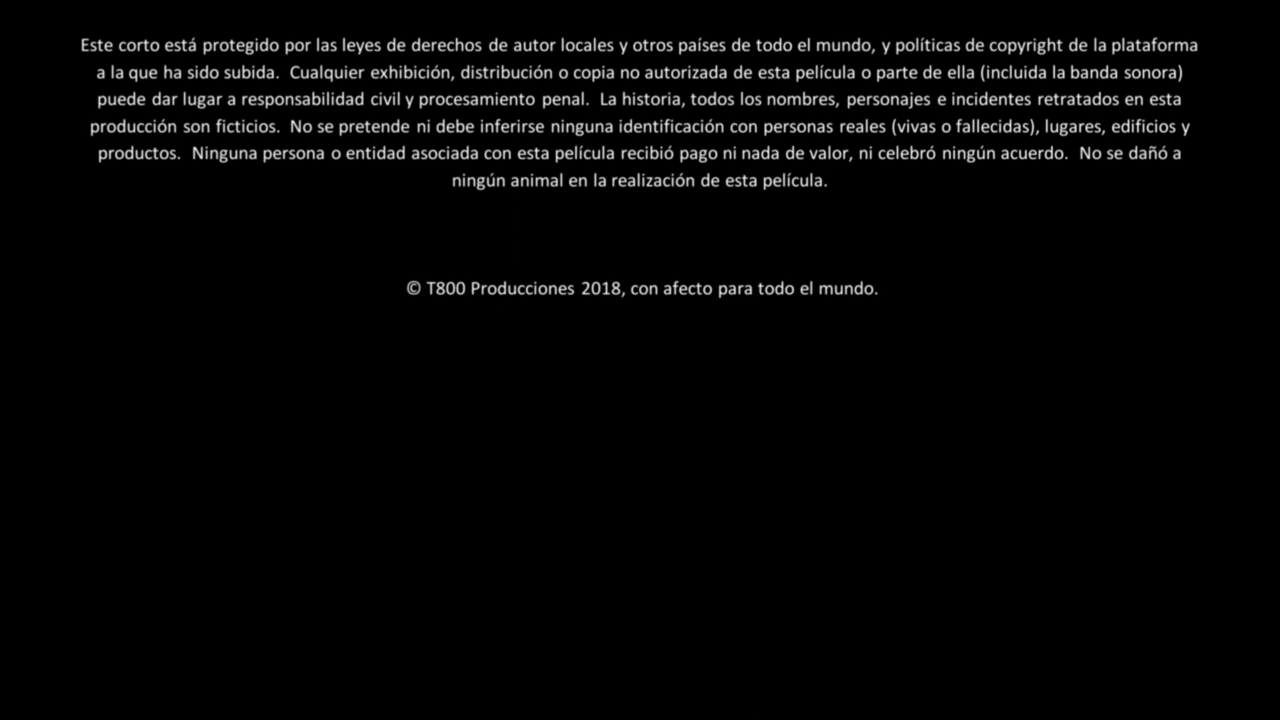 Este corto está protegido por las leyes de derechos de autor locales y otros países de todo el mundo, y políticas de copyright de la plataforma
a la que ha sido subida.  Cualquier exhibición, distribución o copia no autorizada de esta película o parte de ella (incluida la banda sonora)
puede dar lugar a responsabilidad civil y procesamiento penal.  La historia, todos los nombres, personajes e incidentes retratados en esta
producción son ficticios.  No se pretende ni debe inferirse ninguna identificación con personas reales (vivas o fallecidas), lugares, edificios y
productos.  Ninguna persona o entidad asociada con esta película recibió pago ni nada de valor, ni celebró ningún acuerdo.  No se dañó a
ningún animal en la realización de esta película.
© T800 Producciones 2018, con afecto para todo el mundo.